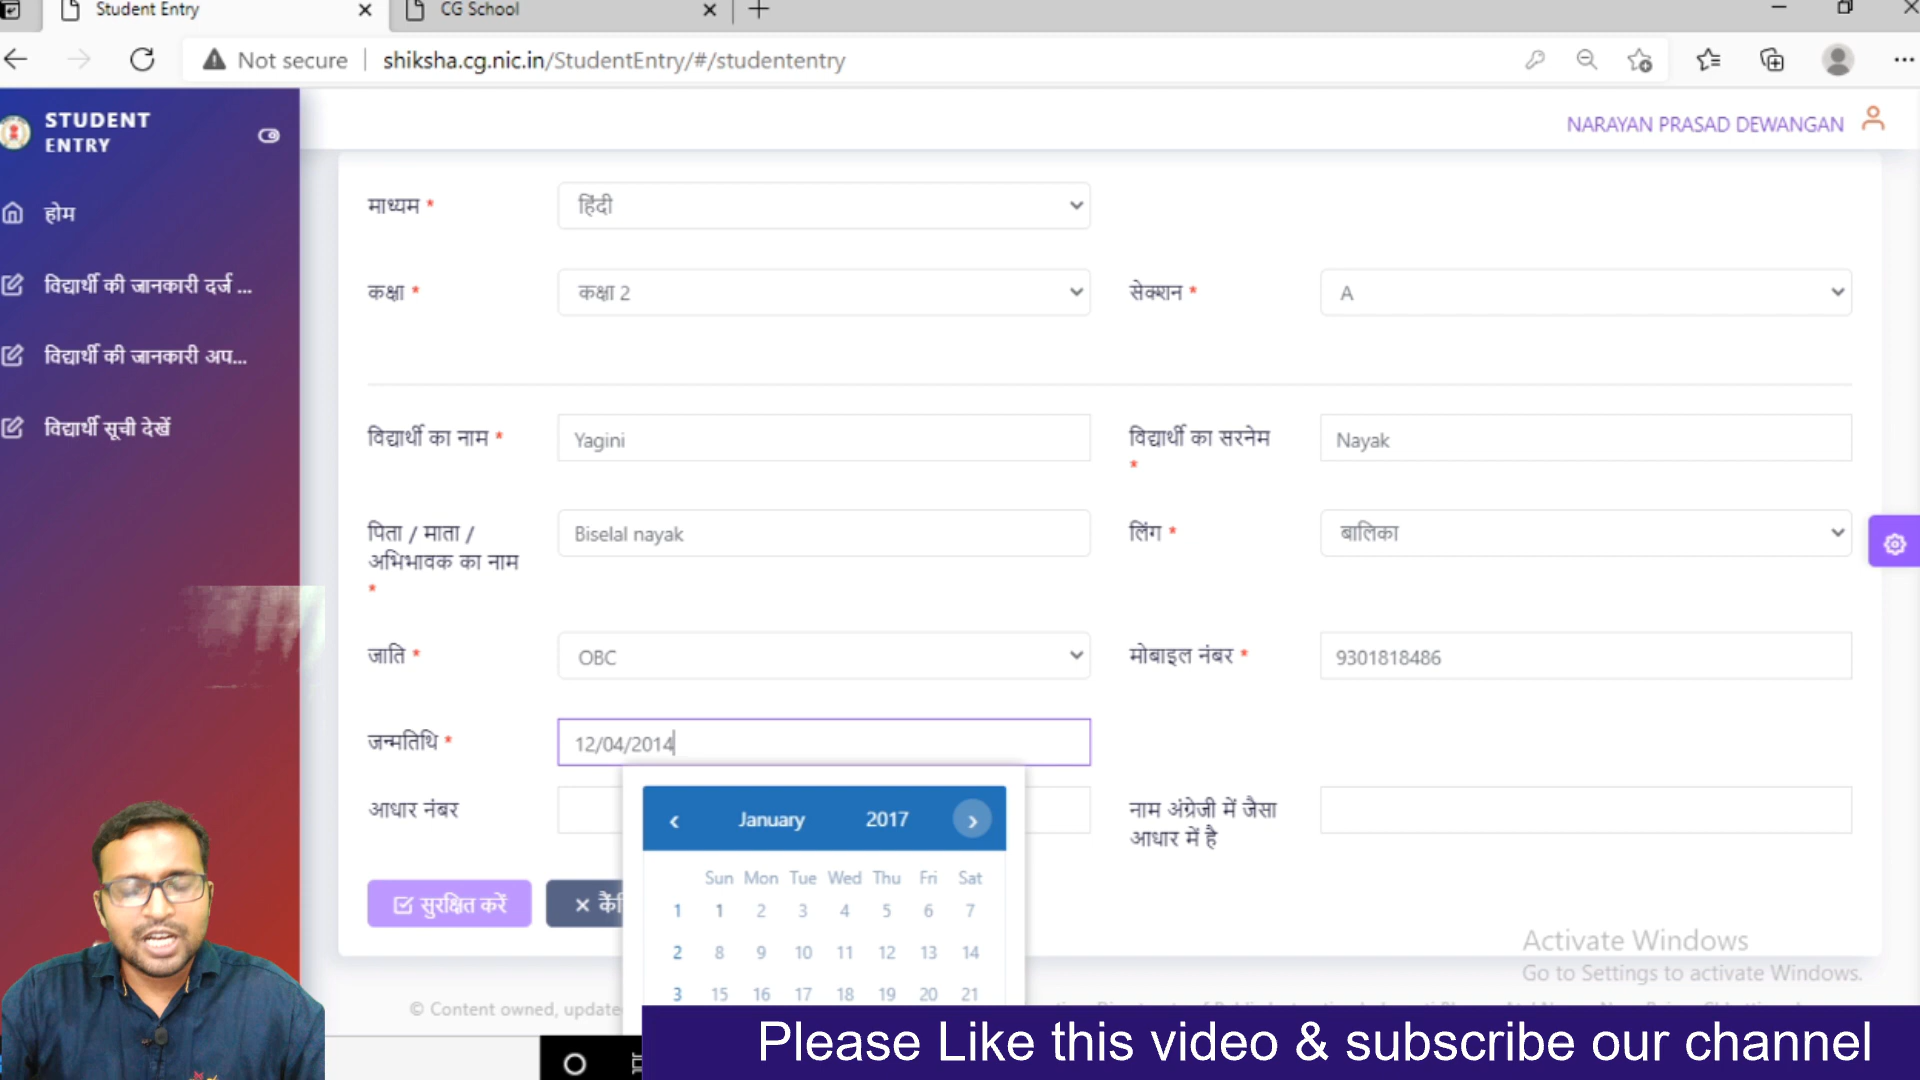 Student Entry
CG School
Not secure
shiksha.cg.nic.in/StudentEntry/#/studententry
STUDENT
ENTRY
NARAYAN PRASAD DEWANGAN
होम
विद्यार्थी की जानकारी दर्ज ...
विद्यार्थी की जानकारी अप...
विद्यार्थी सूची देखें
माध्यम *
हिंदी
कक्षा *
कक्षा 2
सेक्शन *
A
विद्यार्थी का नाम *
Yagini
विद्यार्थी का सरनेम
*
Nayak
पिता / माता /
अभिभावक का नाम
*
Biselal nayak
लिंग *
बालिका
जाति *
OBC
मोबाइल नंबर *
9301818486
जन्मतिथि *
12/04/2014
आधार नंबर
नाम अंग्रेजी में जैसा
आधार में है
January 2017
Sun Mon Tue Wed Thu Fri Sat
1 1 2 3 4 5 6 7
2 8 9 10 11 12 13 14
3 15 16 17 18 19 20 21
सुरक्षित करें
Activate Windows
Go to Settings to activate Windows.
© Content owned, update
Please Like this video & subscribe our channel